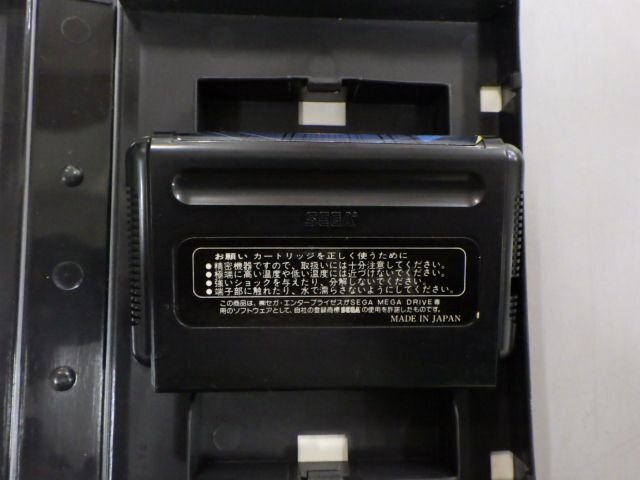 SEGA
お願い カートリッジを正しく使うために
●精密機器ですので、取扱いには十分注意してください。
●極端に高い温度や低い温度には近づけないでください。
●強いショックを与えたり、分解しないでください。
●端子部に触れたり、水で濡らさないようにしてください。
この商品は、㈱セガ・エンタープライゼスがSEGA MEGA DRIVE専
用のソフトウェアとして、自社の登録商標SEGAの使用を許諾したものです。
MADE IN JAPAN